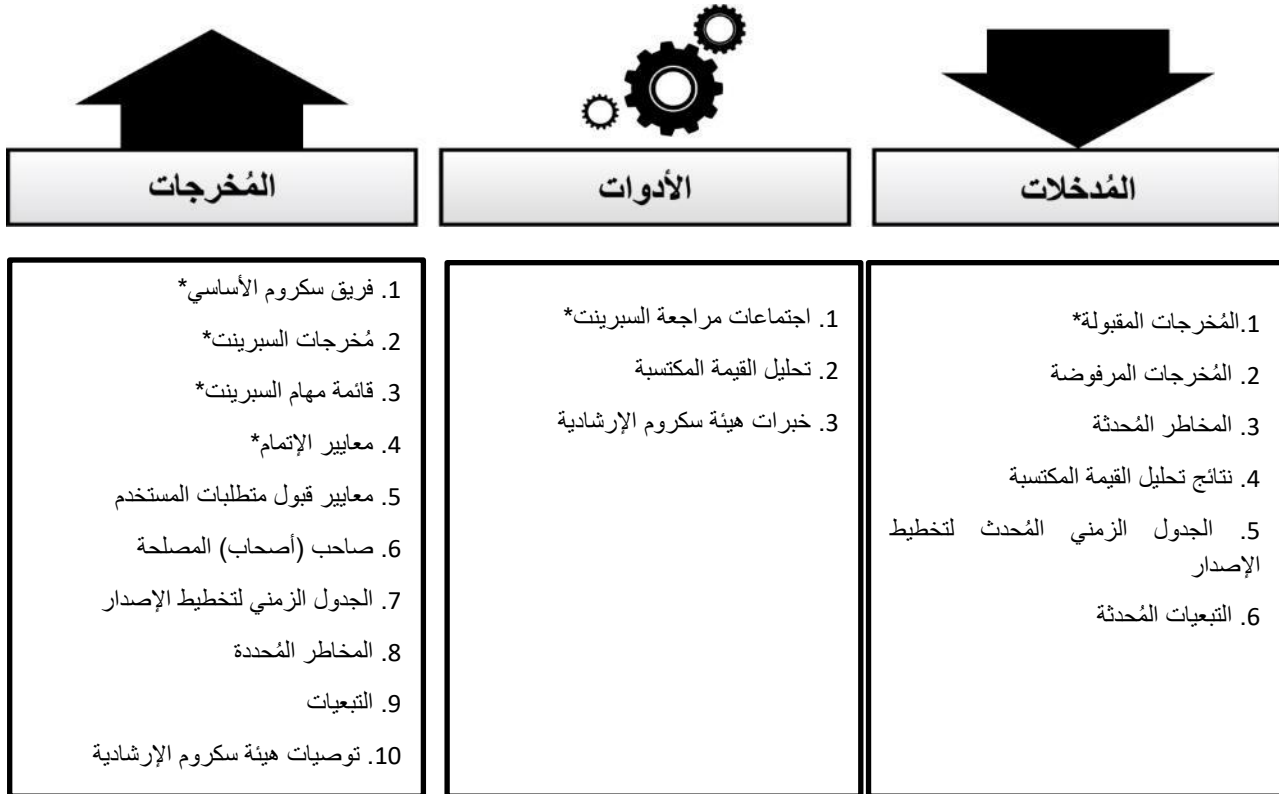 المُدخلات
1.المُخرجات المقبولة*
2. المُخرجات المرفوضة
3. المخاطر المُحدثة
4. نتائج تحليل القيمة المكتسبة
5. الجدول الزمني المُحدث لتخطيط
الإصدار
6. التبعيات المُحدثة
الأدوات
1. اجتماعات مراجعة السبرينت*
2. تحليل القيمة المكتسبة
3. خبرات هيئة سكروم الإرشادية
المُخرجات
1. فريق سكروم الأساسي*
2. مُخرجات السبرينت*
3. قائمة مهام السبرينت*
4. معايير الإتمام*
5. معايير قبول متطلبات المستخدم
6. صاحب (أصحاب) المصلحة
7. الجدول الزمني لتخطيط الإصدار
8. المخاطر المُحددة
9. التبعيات
10. توصيات هيئة سكروم الإرشادية